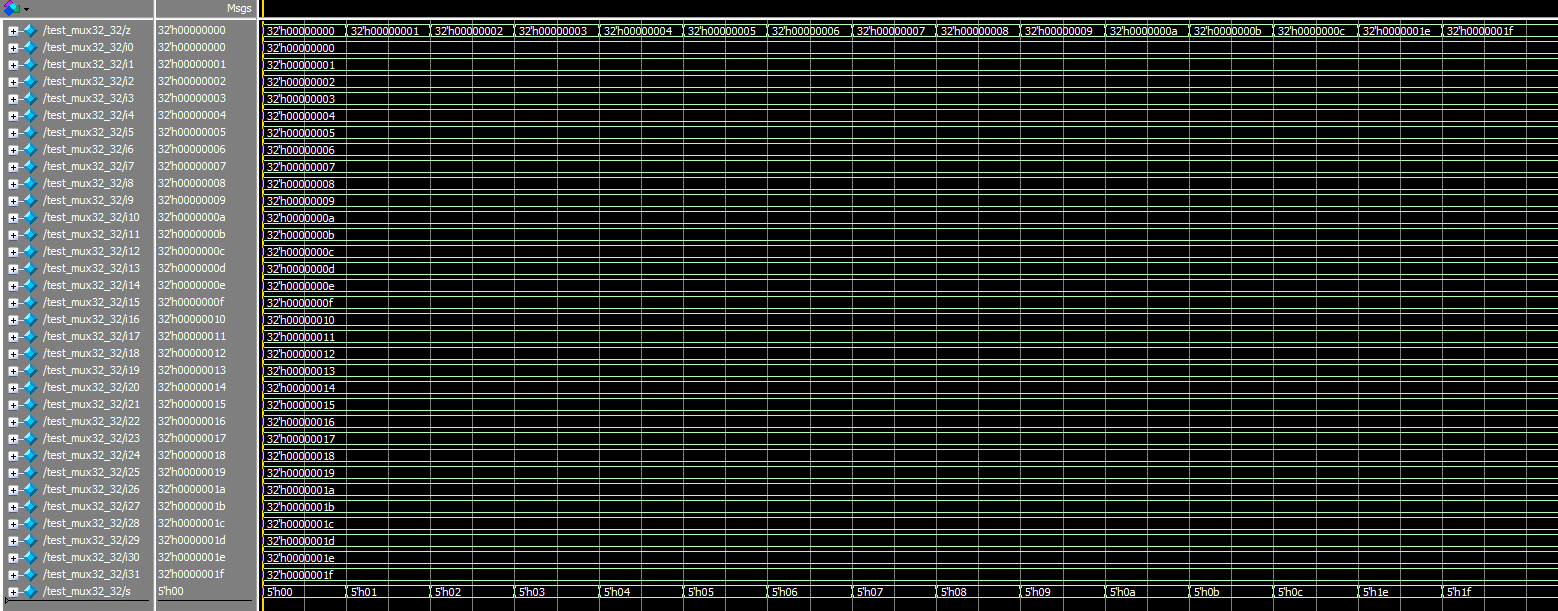 Msgs
/test_mux32_32/z 32'h00000000 32'h00000000 32'h00000001 32'h00000002 32'h00000003 32'h00000004 32'h00000005 32'h00000006 32'h00000007 32'h00000008 32'h00000009 32'h0000000a 32'h0000000b 32'h0000000c 32'h0000001e 32'h0000001f
/test_mux32_32/i0 32'h00000000 32'h00000000
/test_mux32_32/i1 32'h00000001 32'h00000001
/test_mux32_32/i2 32'h00000002 32'h00000002
/test_mux32_32/i3 32'h00000003 32'h00000003
/test_mux32_32/i4 32'h00000004 32'h00000004
/test_mux32_32/i5 32'h00000005 32'h00000005
/test_mux32_32/i6 32'h00000006 32'h00000006
/test_mux32_32/i7 32'h00000007 32'h00000007
/test_mux32_32/i8 32'h00000008 32'h00000008
/test_mux32_32/i9 32'h00000009 32'h00000009
/test_mux32_32/i10 32'h0000000a 32'h0000000a
/test_mux32_32/i11 32'h0000000b 32'h0000000b
/test_mux32_32/i12 32'h0000000c 32'h0000000c
/test_mux32_32/i13 32'h0000000d 32'h0000000d
/test_mux32_32/i14 32'h0000000e 32'h0000000e
/test_mux32_32/i15 32'h0000000f 32'h0000000f
/test_mux32_32/i16 32'h00000010 32'h00000010
/test_mux32_32/i17 32'h00000011 32'h00000011
/test_mux32_32/i18 32'h00000012 32'h00000012
/test_mux32_32/i19 32'h00000013 32'h00000013
/test_mux32_32/i20 32'h00000014 32'h00000014
/test_mux32_32/i21 32'h00000015 32'h00000015
/test_mux32_32/i22 32'h00000016 32'h00000016
/test_mux32_32/i23 32'h00000017 32'h00000017
/test_mux32_32/i24 32'h00000018 32'h00000018
/test_mux32_32/i25 32'h00000019 32'h00000019
/test_mux32_32/i26 32'h0000001a 32'h0000001a
/test_mux32_32/i27 32'h0000001b 32'h0000001b
/test_mux32_32/i28 32'h0000001c 32'h0000001c
/test_mux32_32/i29 32'h0000001d 32'h0000001d
/test_mux32_32/i30 32'h0000001e 32'h0000001e
/test_mux32_32/i31 32'h0000001f 32'h0000001f
/test_mux32_32/s 5'h00 5'h00 5'h01 5'h02 5'h03 5'h04 5'h05 5'h06 5'h07 5'h08 5'h09 5'h0a 5'h0b 5'h0c 5'h1e 5'h1f